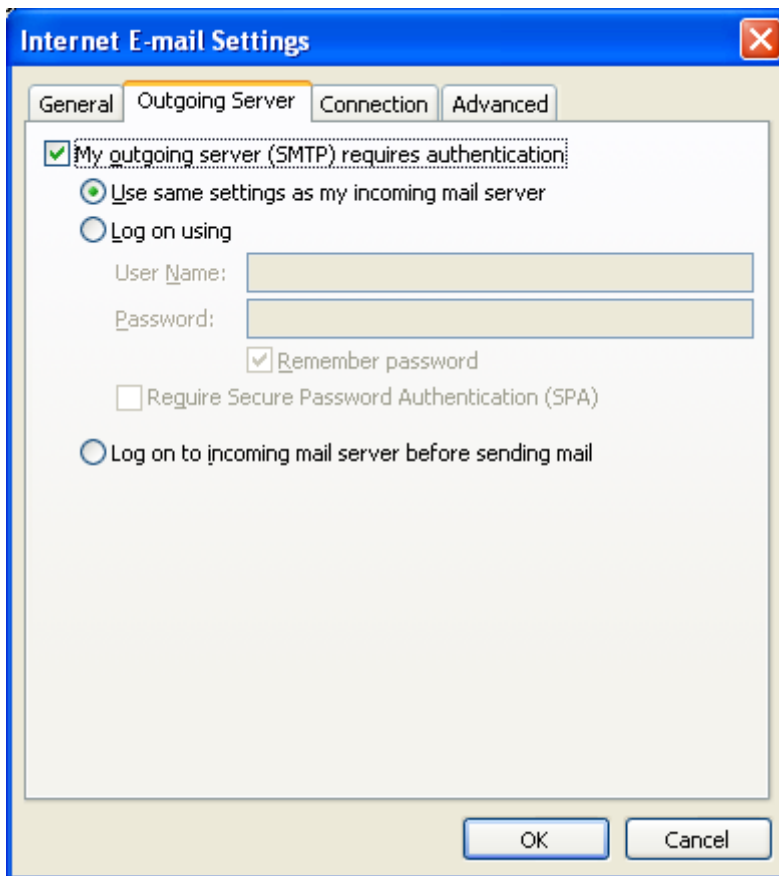 Internet E-mail Settings
General Outgoing Server Connection Advanced
My outgoing server (SMTP) requires authentication
Use same settings as my incoming mail server
Log on using
User Name:
Password:
Remember password
Require Secure Password Authentication (SPA)
Log on to incoming mail server before sending mail
OK Cancel